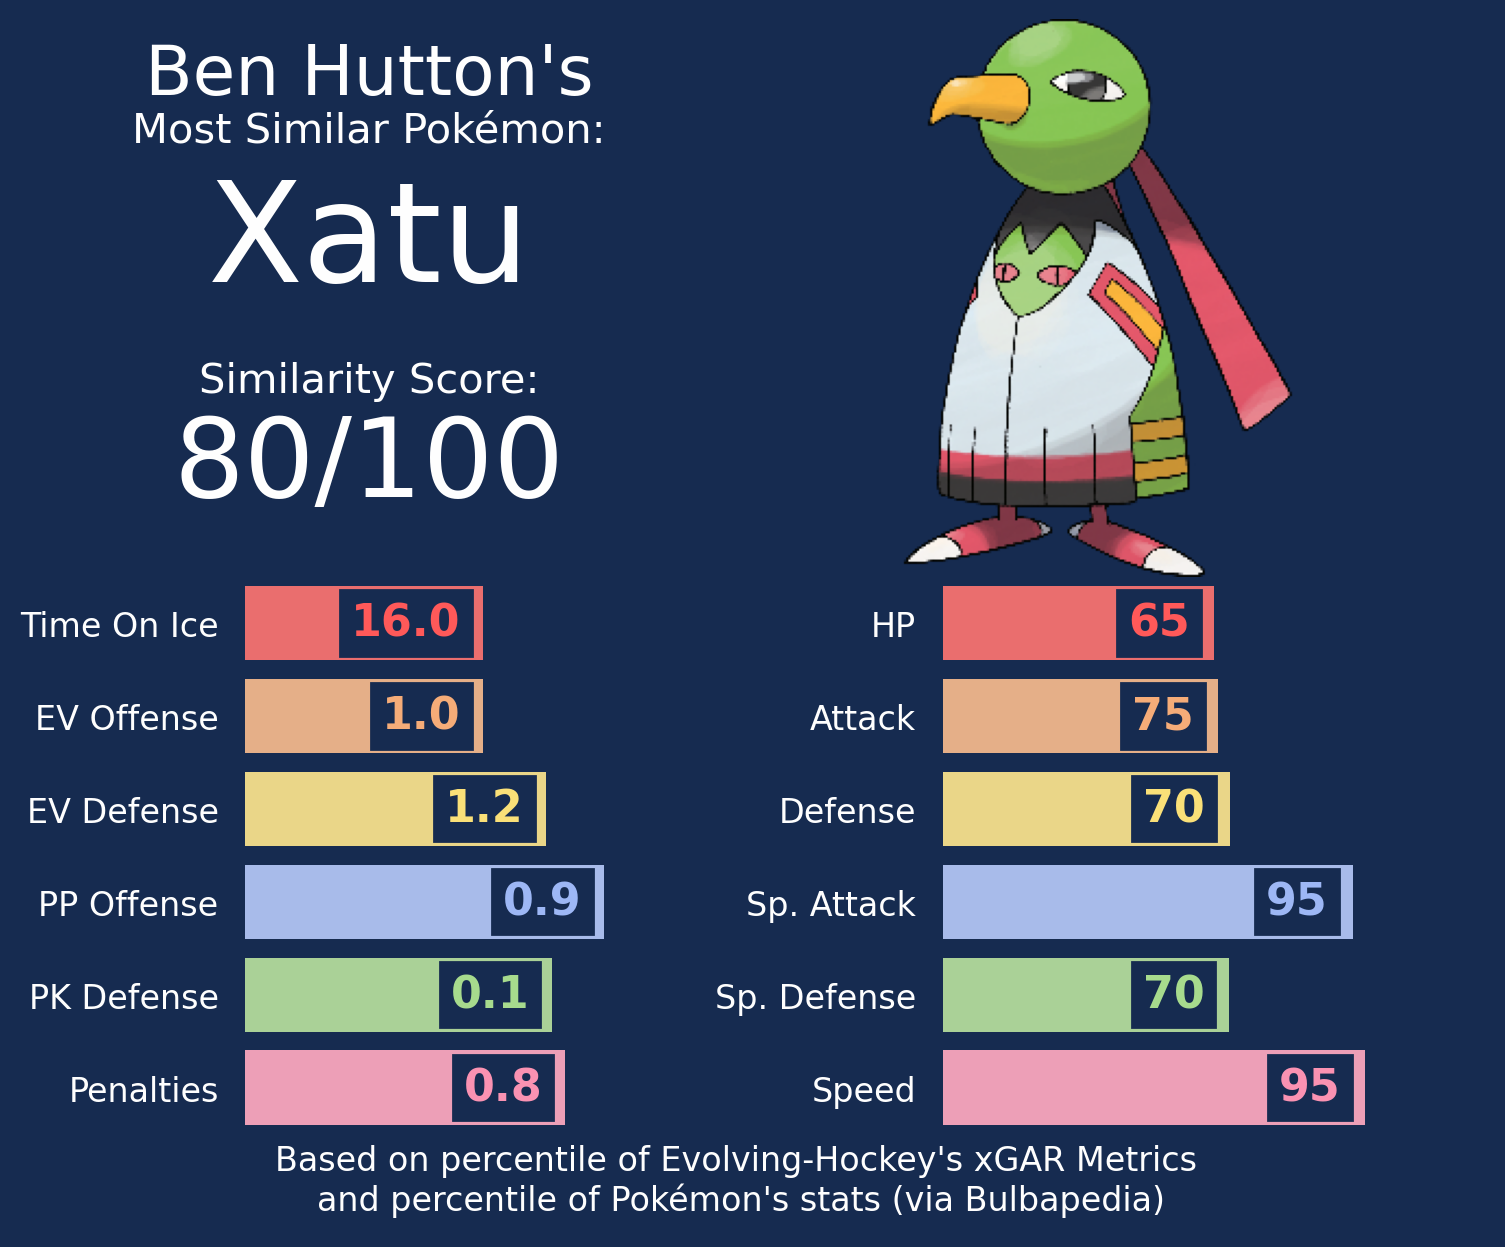 Ben Hutton's
Most Similar Pokémon:
Xatu
Similarity Score:
80/100
Time On Ice 16.0
EV Offense 1.0
EV Defense 1.2
PP Offense 0.9
PK Defense 0.1
Penalties 0.8
HP 65
Attack 75
Defense 70
Sp. Attack 95
Sp. Defense 70
Speed 95
Based on percentile of Evolving-Hockey's xGAR Metrics
and percentile of Pokémon's stats (via Bulbapedia)